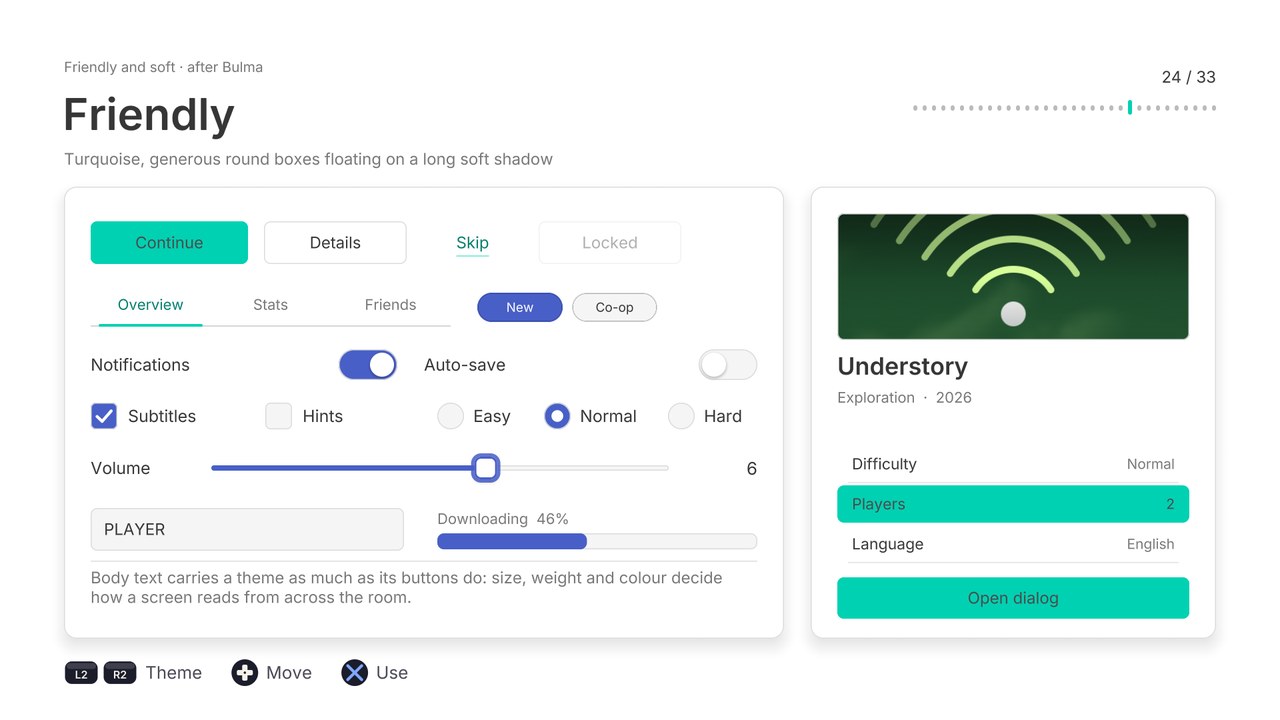 Friendly and soft · after Bulma
24 / 33
Friendly
Turquoise, generous round boxes floating on a long soft shadow
Continue
Details
Skip
Locked
Overview
Stats
Friends
New
Co-op
Notifications
Auto-save
Subtitles
Hints
Easy
Normal
Hard
Volume
6
PLAYER
Downloading 46%
Body text carries a theme as much as its buttons do: size, weight and colour decide
how a screen reads from across the room.
Understory
Exploration · 2026
Difficulty
Normal
Players
2
Language
English
Open dialog
L2
R2
Theme
Move
Use